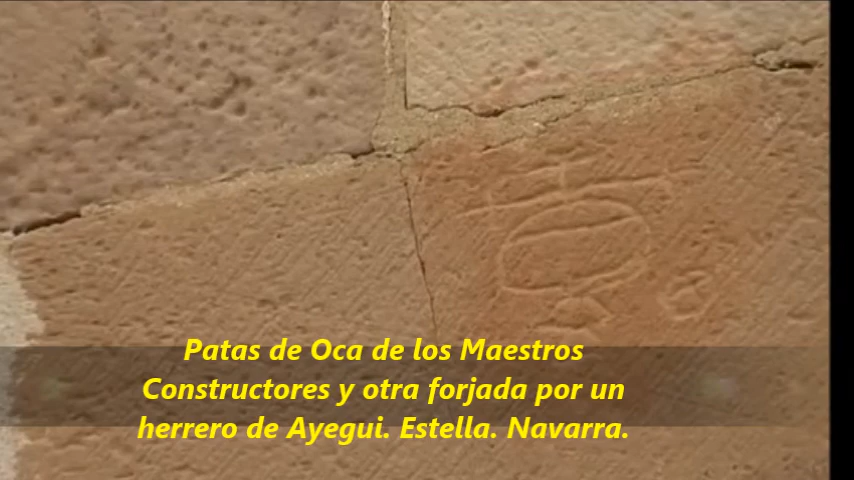 Patas de Oca de los Maestros
Constructores y otra forjada por un
herrero de Ayegui. Estella. Navarra.